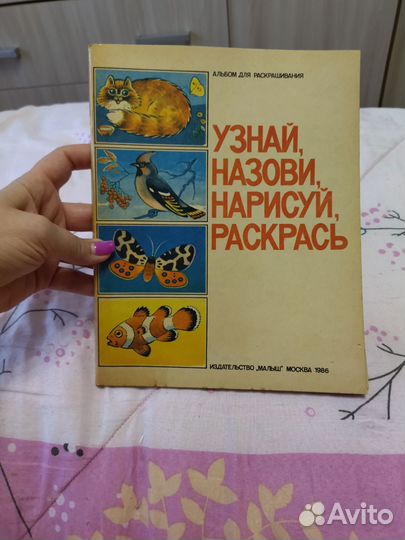 АЛЬБОМ ДЛЯ РАСКРАШИВАНИЯ
УЗНАЙ,
НАЗОВИ,
НАРИСУЙ,
РАСКРАСЬ
ИЗДАТЕЛЬСТВО „МАЛЫШ" МОСКВА 1986
Avito